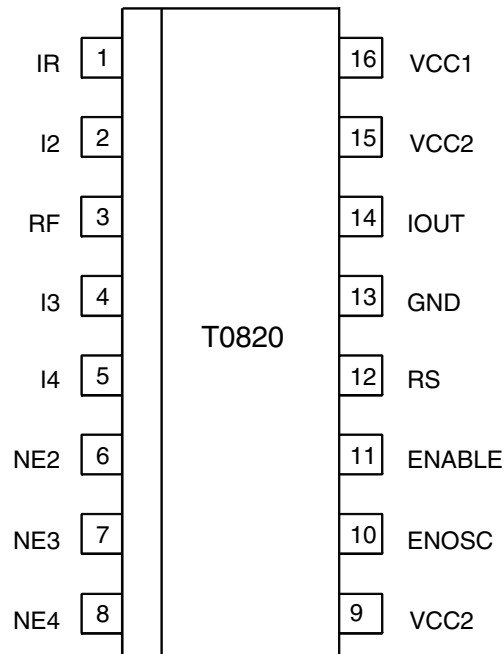 IR 1 16 VCC1
I2 2 15 VCC2
RF 3 14 IOUT
I3 4 13 GND
T0820
I4 5 12 RS
NE2 6 11 ENABLE
NE3 7 10 ENOSC
NE4 8 9 VCC2